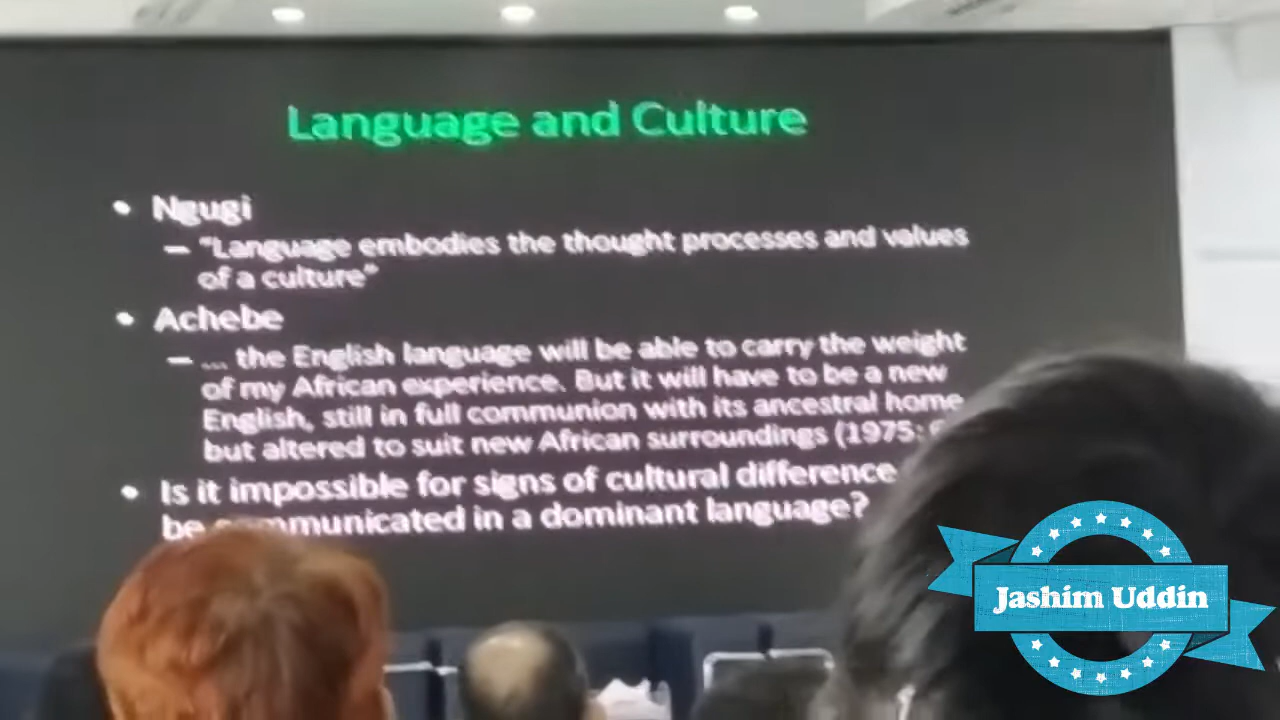 Language and Culture
• Ngugi
– "Language embodies the thought processes and values
of a culture"
• Achebe
– ... the English language will be able to carry the weight
of my African experience. But it will have to be a new
English, still in full communion with its ancestral home
but altered to suit new African surroundings (1975:
• Is it impossible for signs of cultural difference
be in a dominant language?
Jashim Uddin